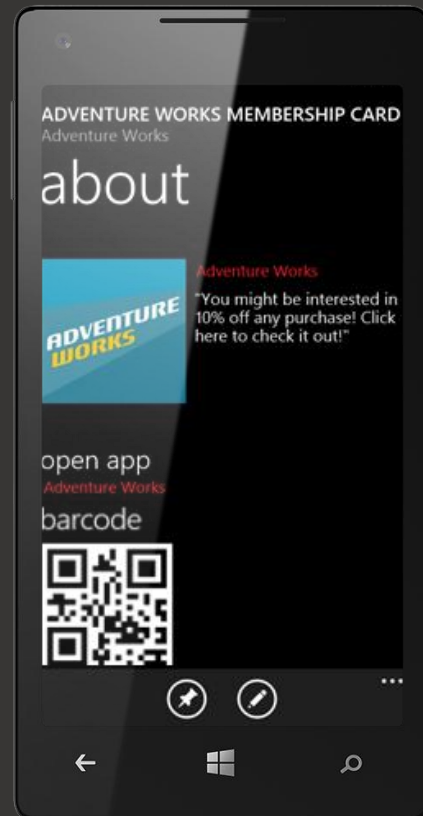 ADVENTURE WORKS MEMBERSHIP CARD
Adventure Works
about
ADVENTURE
WORKS
Adventure Works
"You might be interested in
10% off any purchase! Click
here to check it out!"
open app
Adventure Works
barcode